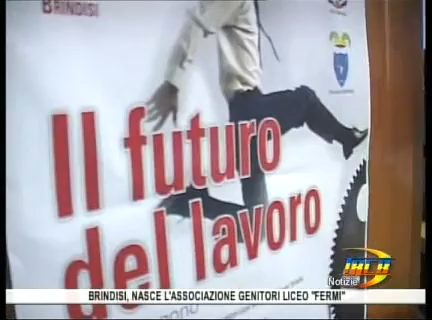 BRINDISI
Il futuro
del lavoro
Notizie
BRINDISI, NASCE L'ASSOCIAZIONE GENITORI LICEO "FERMI"